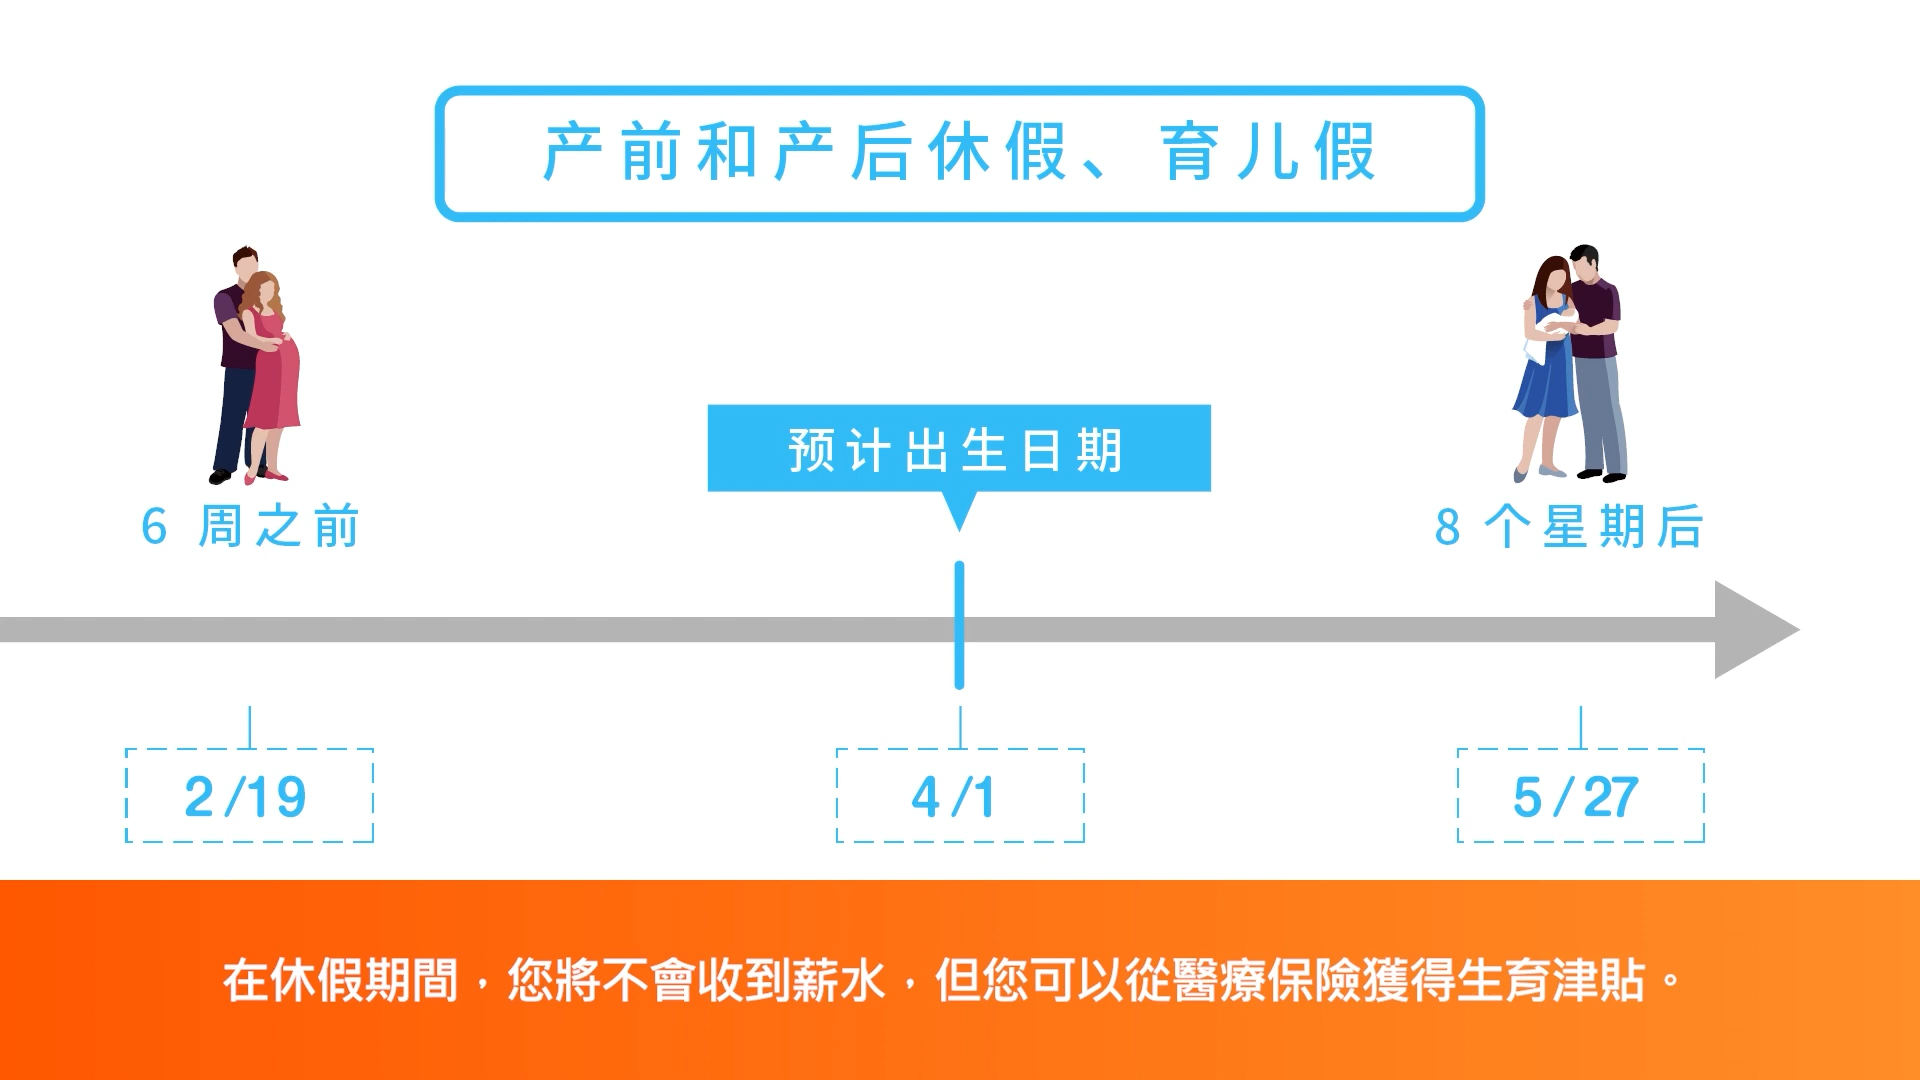 产前和产后休假、育儿假
预计出生日期
6 周之前
8 个星期后
2/19
4/1
5/27
在休假期間，您將不會收到薪水，但您可以從醫療保險獲得生育津貼。